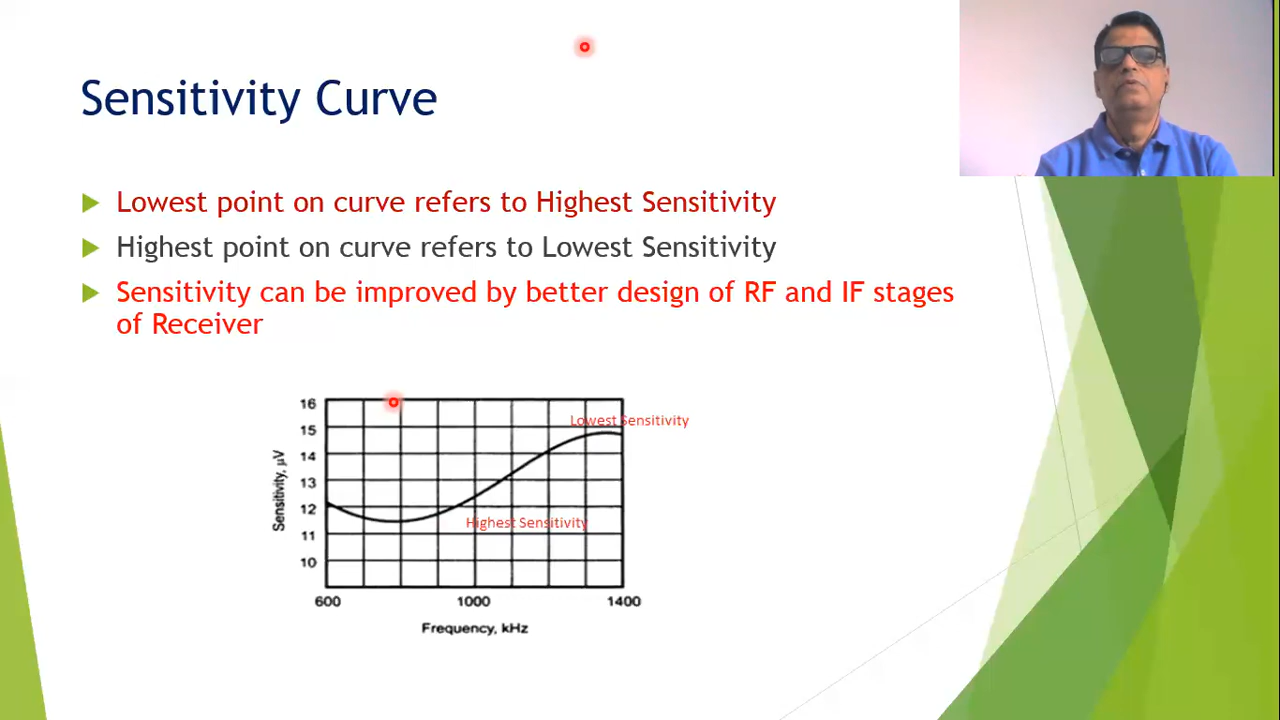 Sensitivity Curve
Lowest point on curve refers to Highest Sensitivity
Highest point on curve refers to Lowest Sensitivity
Sensitivity can be improved by better design of RF and IF stages
of Receiver
16
Lowest Sensitivity
15
14
13
12
Highest Sensitivity
11
10
Sensitivity, µV
600 1000 1400
Frequency, kHz